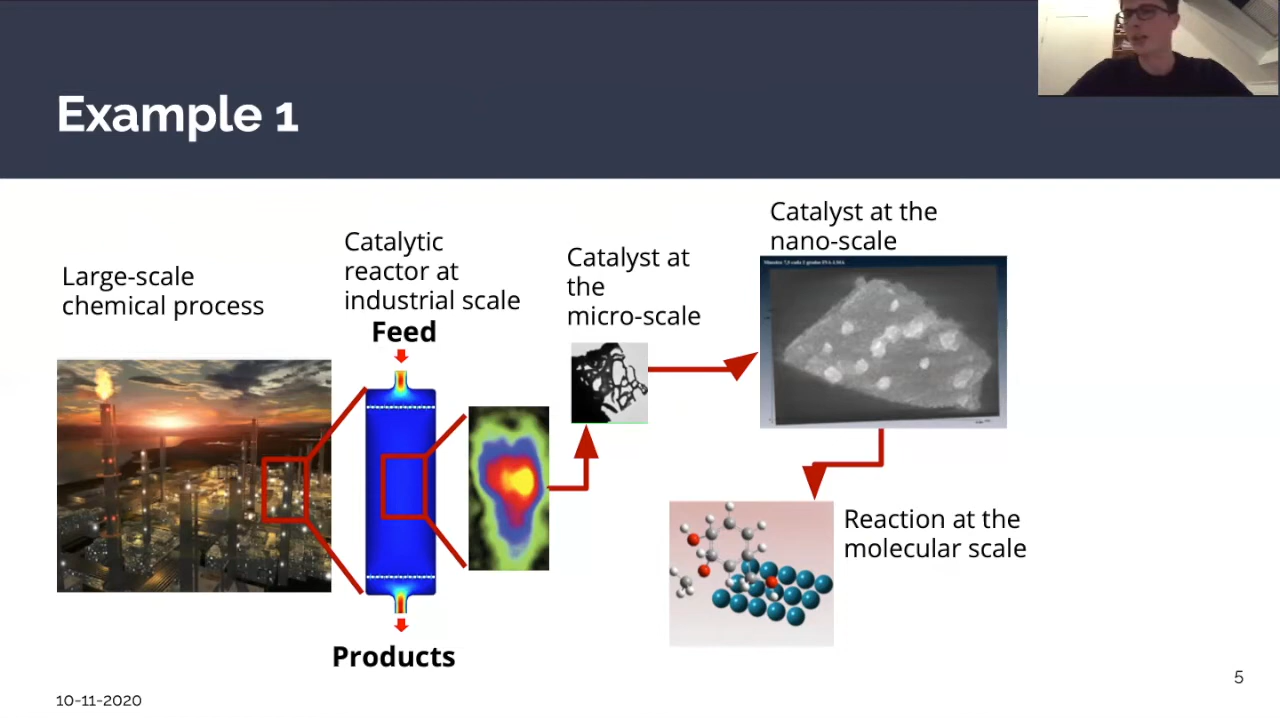 Example 1
Large-scale
chemical process
Catalytic
reactor at
industrial scale
Feed
Products
Catalyst at
the
micro-scale
Catalyst at the
nano-scale
Reaction at the
molecular scale
10-11-2020
5